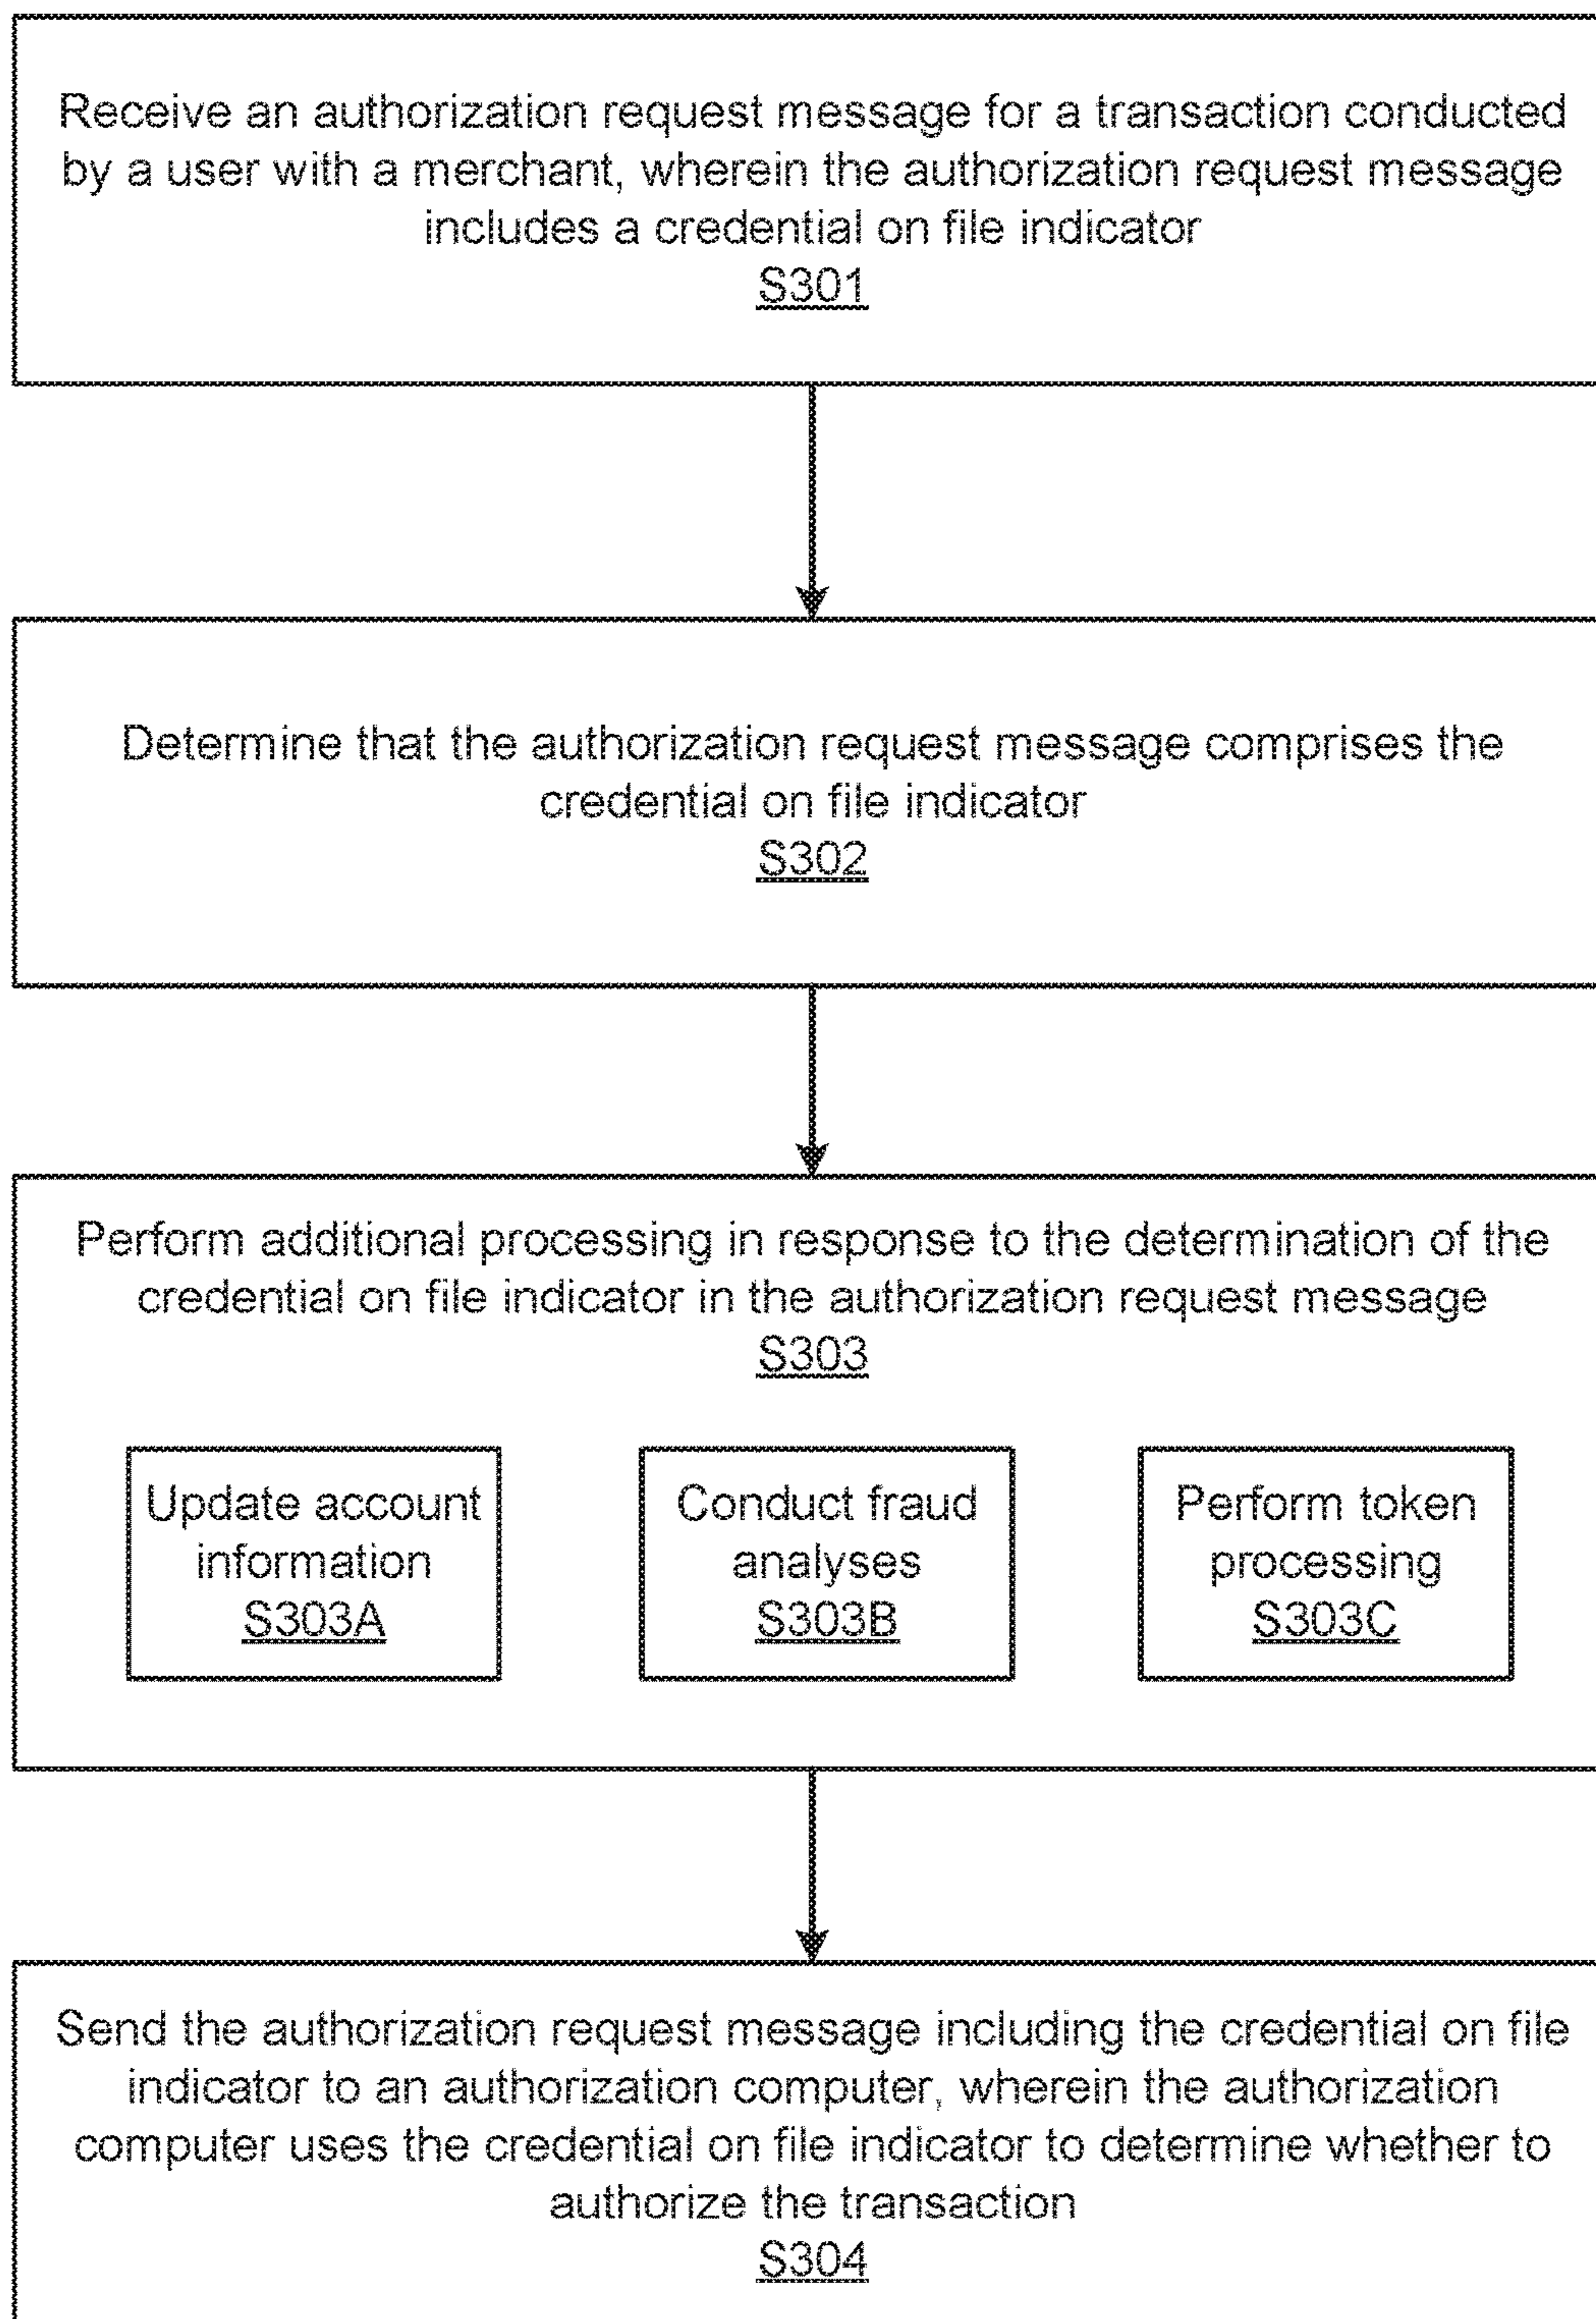 Receive an authorization request message for a transaction conducted
by a user with a merchant, wherein the authorization request message
includes a credential on file indicator
S301
Determine that the authorization request message comprises the
credential on file indicator
S302
Perform additional processing in response to the determination of the
credential on file indicator in the authorization request message
S303
Update account
information
S303A
Conduct fraud
analyses
S303B
Perform token
processing
S303C
Send the authorization request message including the credential on file
indicator to an authorization computer, wherein the authorization
computer uses the credential on file indicator to determine whether to
authorize the transaction
S304